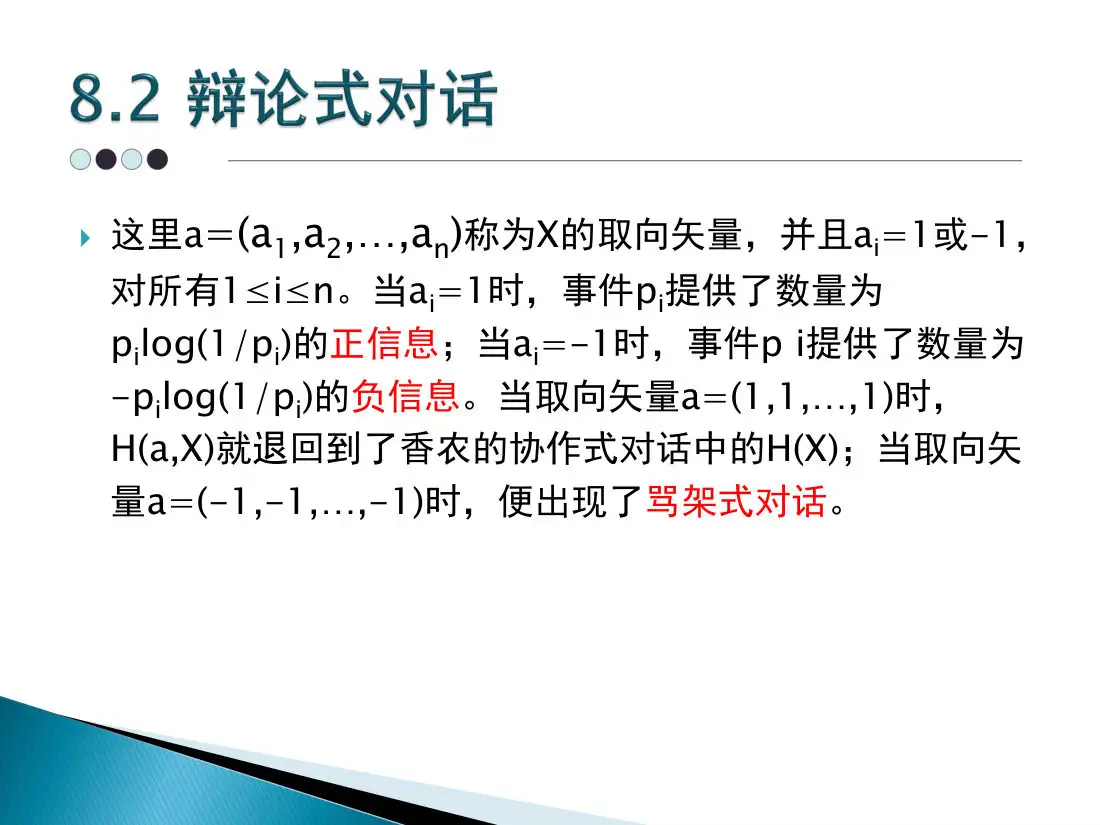 8.2 辩论式对话
这里a=(a₁,a₂,…,aₙ)称为X的取向矢量，并且aᵢ=1或-1，
对所有1≤i≤n。当aᵢ=1时，事件pᵢ提供了数量为
pᵢlog(1/pᵢ)的正信息；当aᵢ=-1时，事件p i提供了数量为
-pᵢlog(1/pᵢ)的负信息。当取向矢量a=(1,1,…,1)时，
H(a,X)就退回到了香农的协作式对话中的H(X)；当取向矢
量a=(-1,-1,…,-1)时，便出现了骂架式对话。